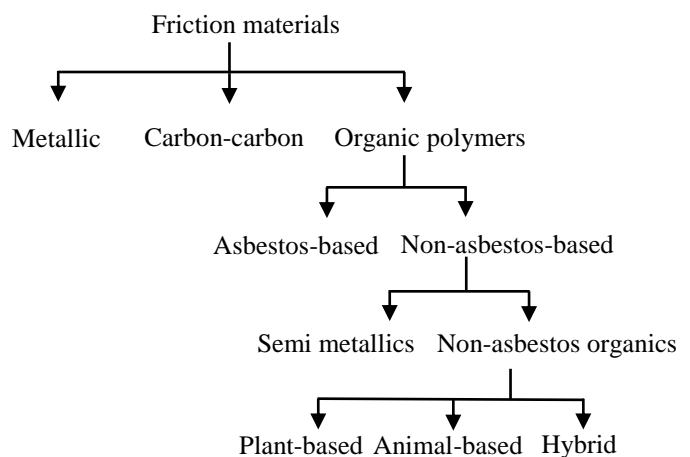 Friction materials
Metallic Carbon-carbon Organic polymers
Asbestos-based Non-asbestos-based
Semi metallics Non-asbestos organics
Plant-based Animal-based Hybrid